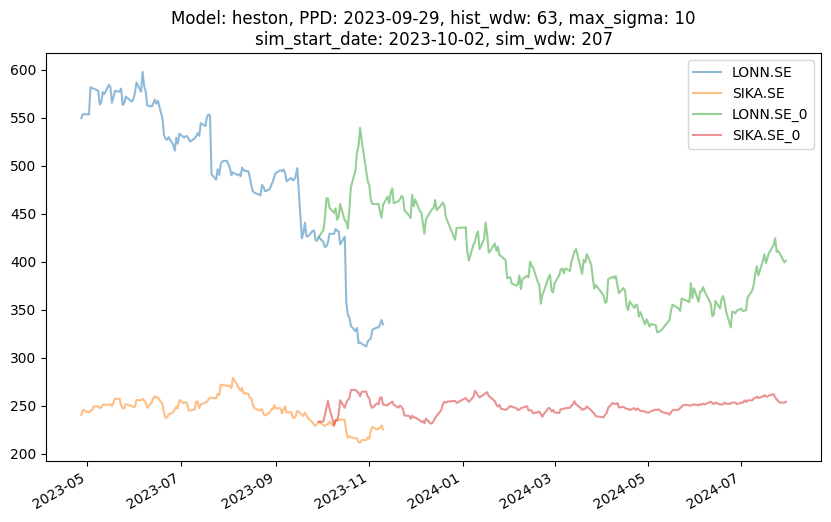 Model: heston, PPD: 2023-09-29, hist_wdw: 63, max_sigma: 10
sim_start_date: 2023-10-02, sim_wdw: 207
LONN.SE
SIKA.SE
LONN.SE_0
SIKA.SE_0
600
550
500
450
400
350
300
250
200
2023-05
2023-07
2023-09
2023-11
2024-01
2024-03
2024-05
2024-07